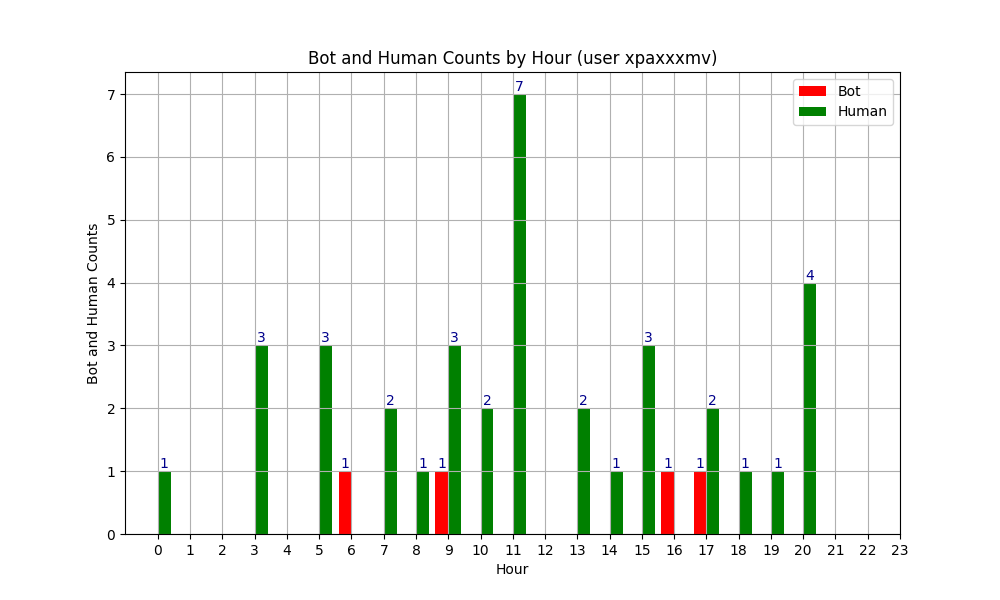 Bot and Human Counts by Hour (user xpaxxxmv)
Bot
Human
Bot and Human Counts
7
6
5
4
3
2
1
0
1 3 3 1 2 1 1 3 2 7 2 1 3 1 1 2 1 1 4
0 1 2 3 4 5 6 7 8 9 10 11 12 13 14 15 16 17 18 19 20 21 22 23
Hour